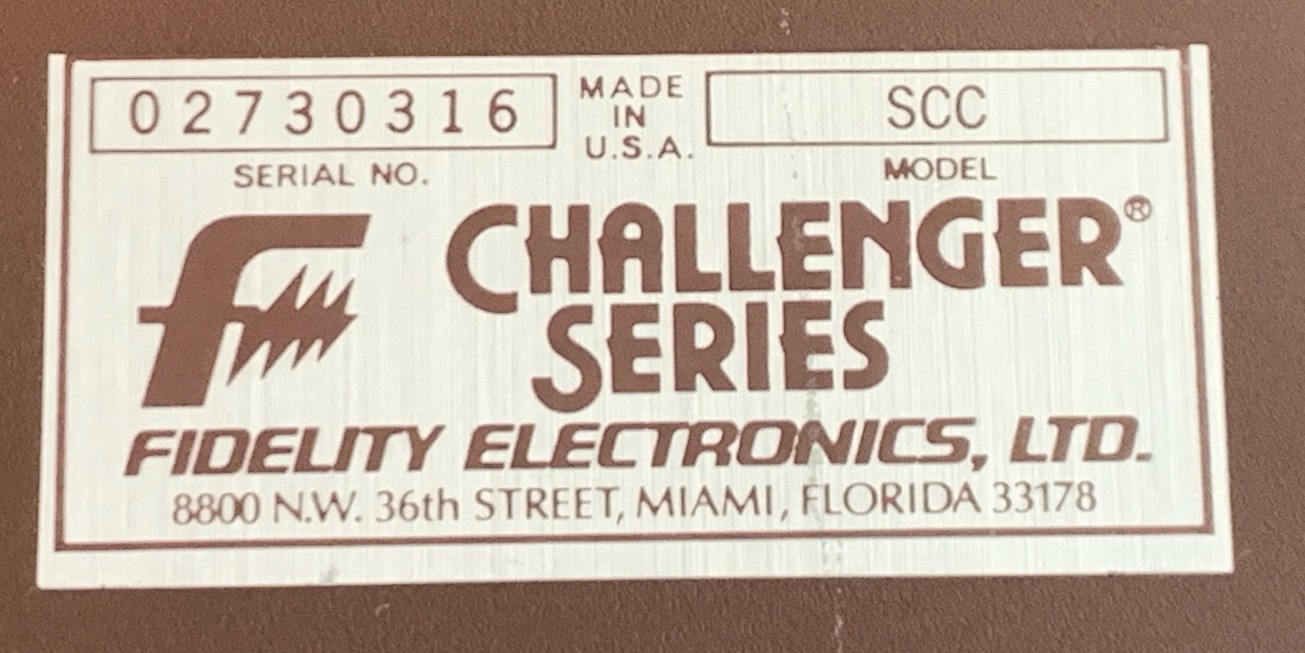 02730316
MADE
IN
U.S.A.
SCC
SERIAL NO.
MODEL
CHALLENGER®
SERIES
FIDELITY ELECTRONICS, LTD.
8800 N.W. 36th STREET, MIAMI, FLORIDA 33178